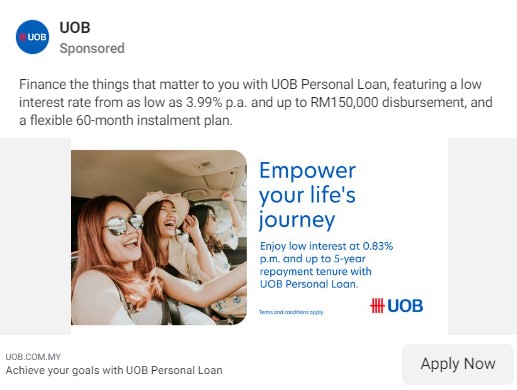 UOB
UOB
Sponsored
Finance the things that matter to you with UOB Personal Loan, featuring a low
interest rate from as low as 3.99% p.a. and up to RM150,000 disbursement, and
a flexible 60-month instalment plan.
Empower
your life's
journey
Enjoy low interest at 0.83%
p.m. and up to 5-year
repayment tenure with
UOB Personal Loan.
Terms and conditions apply.
UOB
UOB.COM.MY
Achieve your goals with UOB Personal Loan
Apply Now